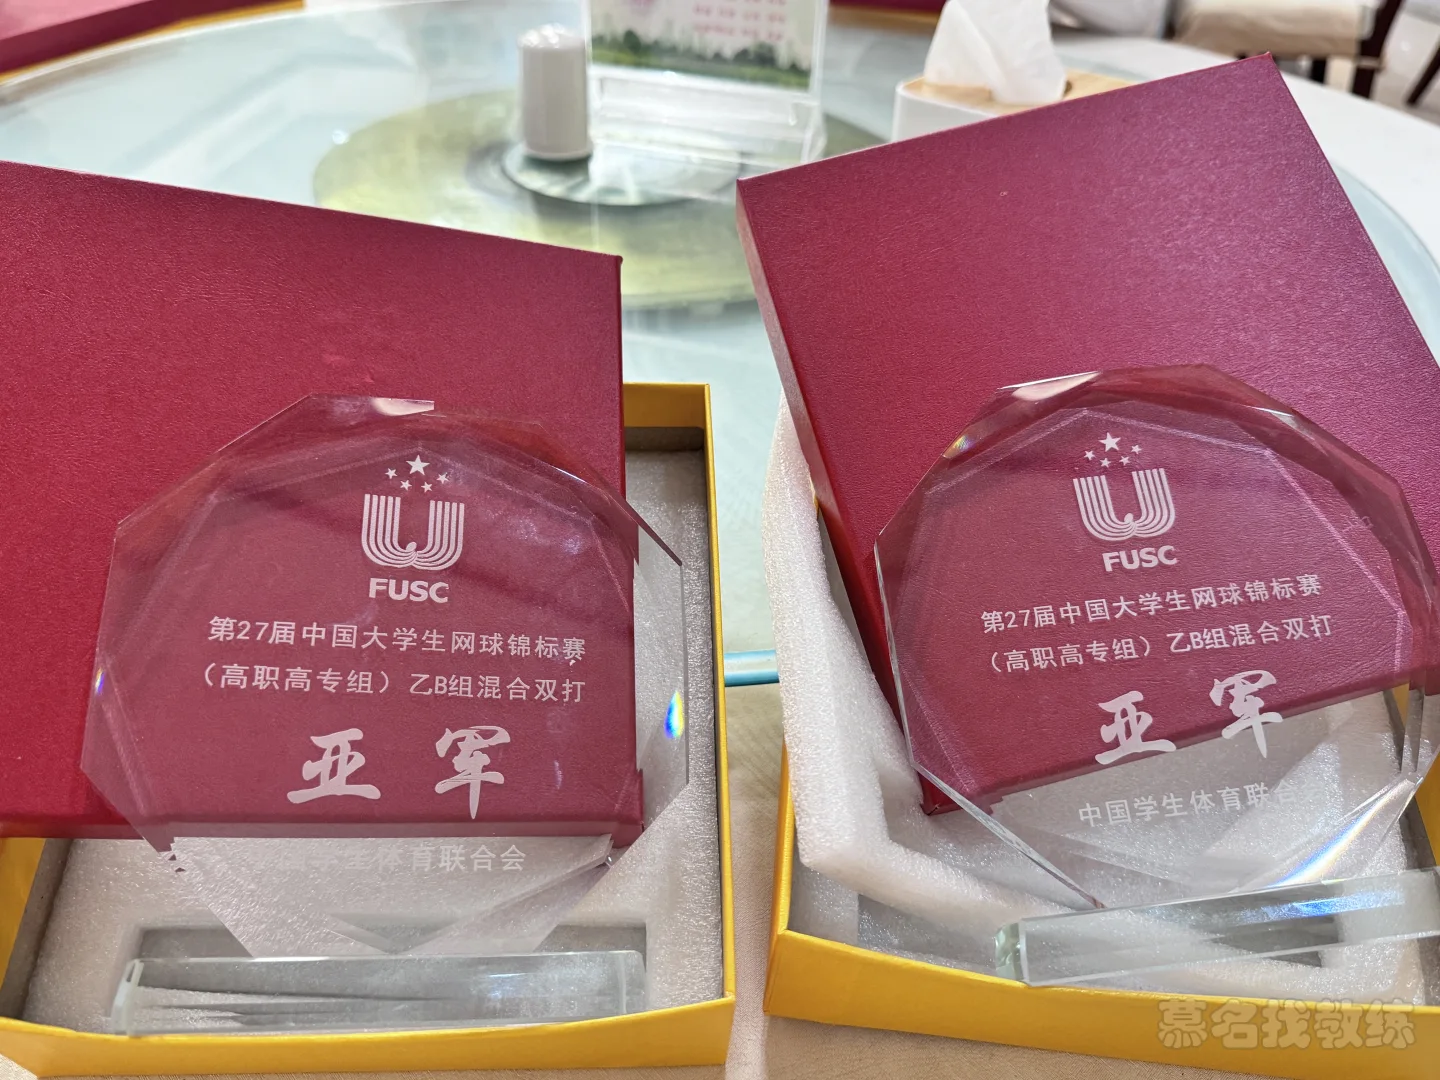 FUSC
第27届中国大学生网球锦标赛
（高职高专组）乙B组混合双打
亚军
学生体育联合会
FUSC
第27届中国大学生网球锦标赛
（高职高专组）乙B组混合双打
亚军
中国学生体育联合
慕名找教练